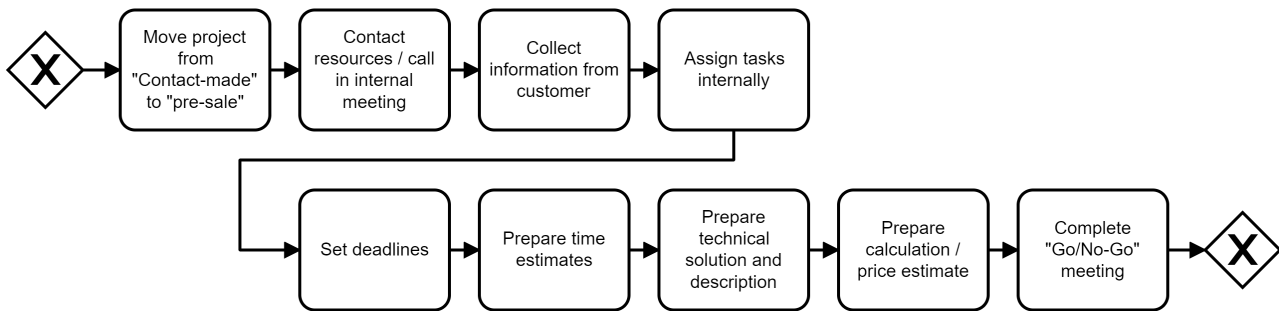 Move project
from
"Contact-made"
to "pre-sale"
Contact
resources / call
in internal
meeting
Collect
information from
customer
Assign tasks
internally
Set deadlines
Prepare time
estimates
Prepare
technical
solution and
description
Prepare
calculation /
price estimate
Complete
"Go/No-Go"
meeting